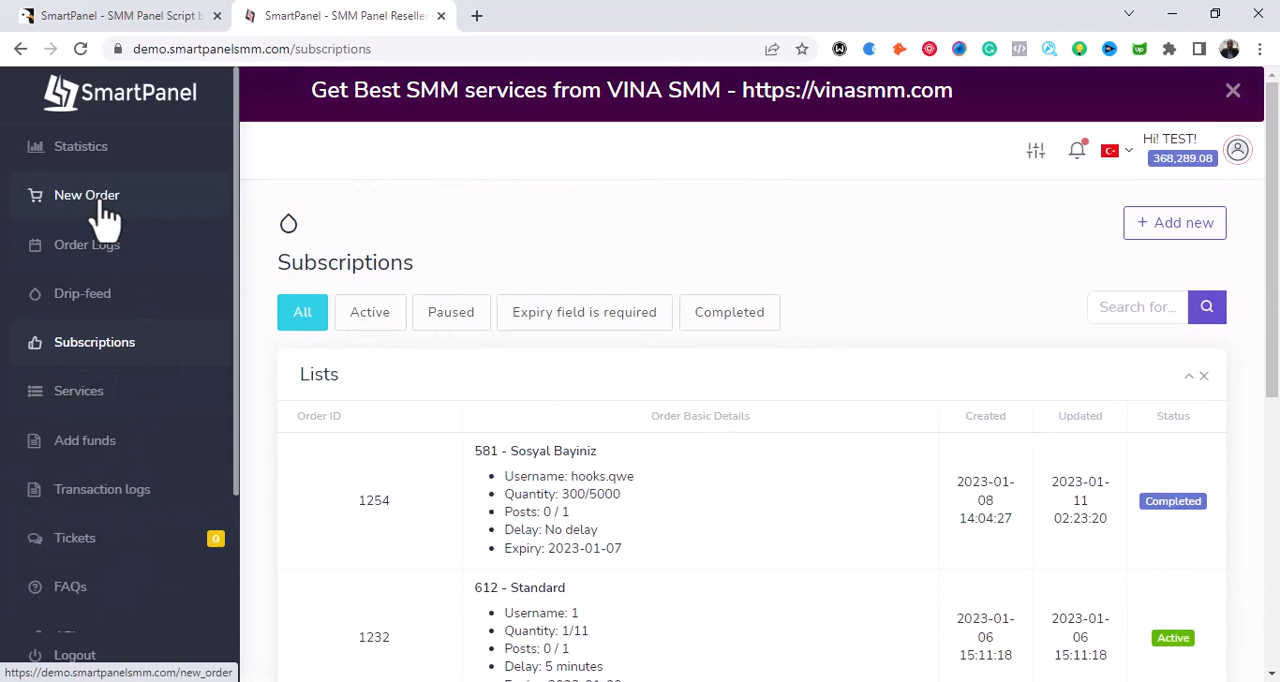 SmartPanel - SMM Panel Script b
SmartPanel - SMM Panel Reseller
demo.smartpanelsmm.com/subscriptions
SmartPanel
Get Best SMM services from VINA SMM - https://vinasmm.com
Hi! TEST!
368,289.08
Statistics
New Order
Order Logs
Drip-feed
Subscriptions
Services
Add funds
Transaction logs
Tickets 0
FAQs
Logout
https://demo.smartpanelsmm.com/new_order
+ Add new
Subscriptions
All Active Paused Expiry field is required Completed
Search for...
Lists
Order ID Order Basic Details Created Updated Status
1254
581 - Sosyal Bayiniz
Username: hooks.qwe
Quantity: 300/5000
Posts: 0 / 1
Delay: No delay
Expiry: 2023-01-07
2023-01-
08
14:04:27
2023-01-
11
02:23:20
Completed
1232
612 - Standard
Username: 1
Quantity: 1/11
Posts: 0 / 1
Delay: 5 minutes
2023-01-
06
15:11:18
2023-01-
06
15:11:18
Active